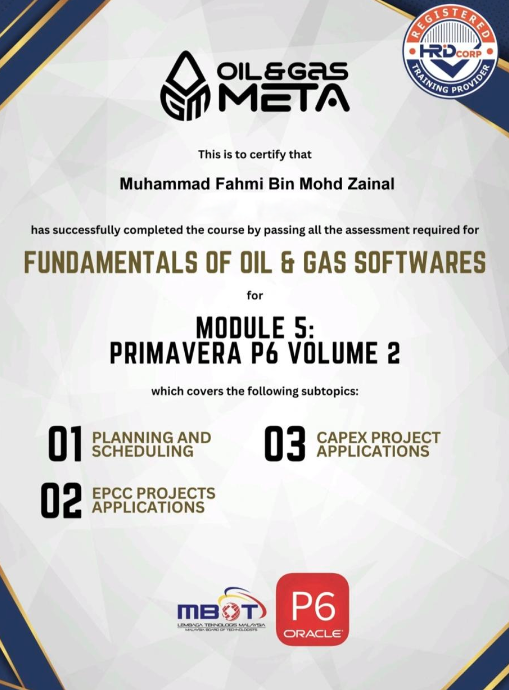 REGISTERED
HRD CORP
TRAINING PROVIDER
OIL & GAS
META
This is to certify that
Muhammad Fahmi Bin Mohd Zainal
has successfully completed the course by passing all the assessment required for
FUNDAMENTALS OF OIL & GAS SOFTWARES
for
MODULE 5:
PRIMAVERA P6 VOLUME 2
which covers the following subtopics:
01 PLANNING AND
SCHEDULING
03 CAPEX PROJECT
APPLICATIONS
02 EPCC PROJECTS
APPLICATIONS
MBOT
LEMBAGA TEKNOLOGIS MALAYSIA
MALAYSIA BOARD OF TECHNOLOGISTS
P6
ORACLE